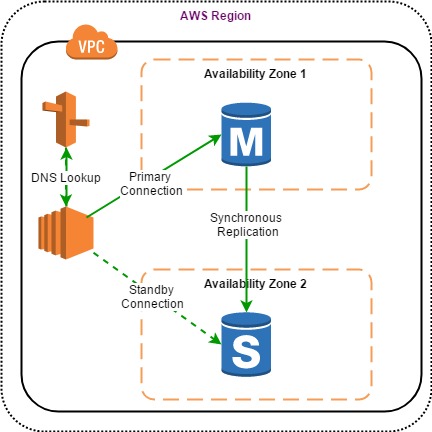 AWS Region
VPC
Availability Zone 1
M
DNS Lookup
Primary
Connection
Synchronous
Replication
Standby
Connection
Availability Zone 2
S